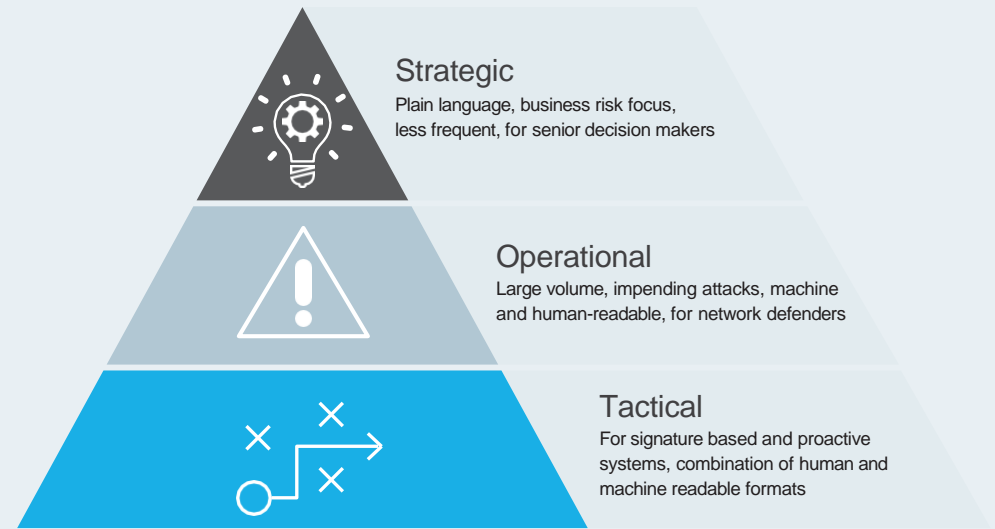 Strategic
Plain language, business risk focus,
less frequent, for senior decision makers
Operational
Large volume, impending attacks, machine
and human-readable, for network defenders
Tactical
For signature based and proactive
systems, combination of human and
machine readable formats